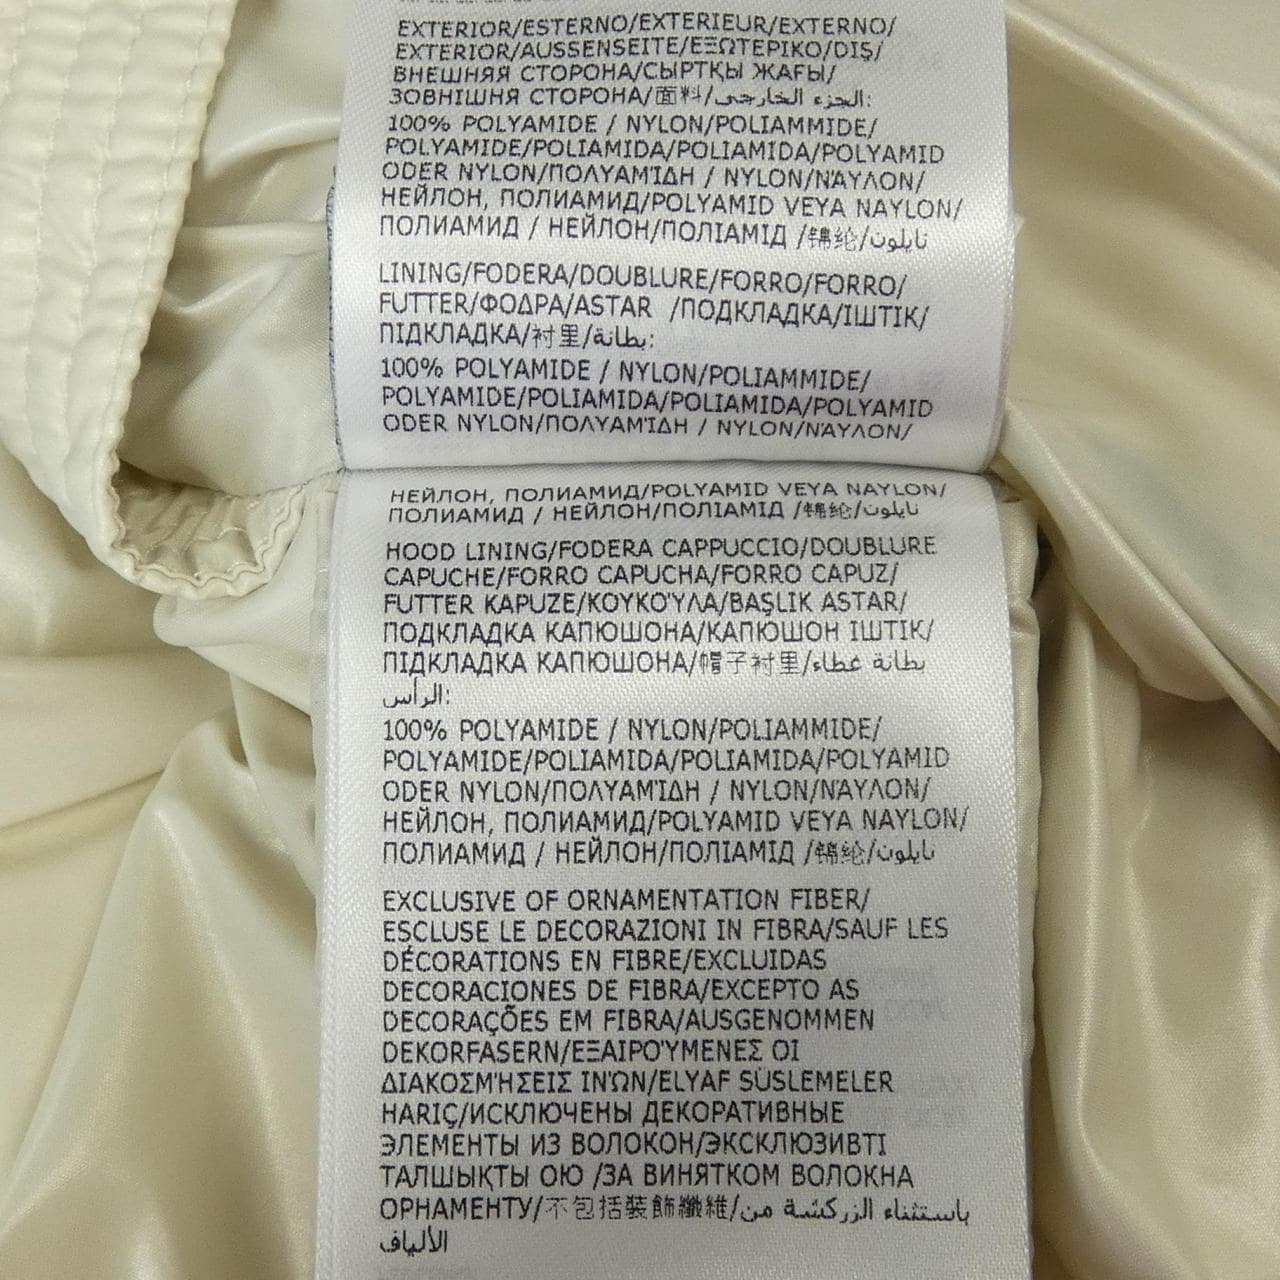 EXTERIOR/ESTERNO/EXTERIEUR/EXTERNO/
EXTERIOR/AUSSENSEITE/ΕΞΩΤΕΡΙΚΟ/DIŞ/
ВНЕШНЯЯ СТОРОНА/СЫРТҚЫ ЖАҒЫ/
ЗОВНІШНЯ СТОРОНА/面料/الجزء الخارجي:
100% POLYAMIDE / NYLON/POLIAMMIDE/
POLYAMIDE/POLIAMIDA/POLIAMIDA/POLYAMID
ODER NYLON/ΠΟΛΥΑΜΊΔΗ / NYLON/ΝΆΥΛΟΝ/
НЕЙЛОН, ПОЛИАМИД/POLYAMID VEYA NAYLON/
ПОЛИАМИД / НЕЙЛОН/ПОЛІАМІД /锦纶/نايلون
LINING/FODERA/DOUBLURE/FORRO/FORRO/
FUTTER/ΦΟΔΡΑ/ASTAR /ПОДКЛАДКА/ІШТІК/
ПІДКЛАДКА/衬里/بطانة:
100% POLYAMIDE / NYLON/POLIAMMIDE/
POLYAMIDE/POLIAMIDA/POLIAMIDA/POLYAMID
ODER NYLON/ΠΟΛΥΑΜΊΔΗ / NYLON/ΝΆΥΛΟΝ/
НЕЙЛОН, ПОЛИАМИД/POLYAMID VEYA NAYLON/
ПОЛИАМИД / НЕЙЛОН/ПОЛІАМІД /锦纶/نايلون
HOOD LINING/FODERA CAPPUCCIO/DOUBLURE
CAPUCHE/FORRO CAPUCHA/FORRO CAPUZ/
FUTTER KAPUZE/ΚΟΥΚΟΎΛΑ/BAŞLIK ASTAR/
ПОДКЛАДКА КАПЮШОНА/КАПЮШОН ІШТІК/
ПІДКЛАДКА КАПЮШОНА/帽子衬里/بطانة غطاء
الرأس:
100% POLYAMIDE / NYLON/POLIAMMIDE/
POLYAMIDE/POLIAMIDA/POLIAMIDA/POLYAMID
ODER NYLON/ΠΟΛΥΑΜΊΔΗ / NYLON/ΝΆΥΛΟΝ/
НЕЙЛОН, ПОЛИАМИД/POLYAMID VEYA NAYLON/
ПОЛИАМИД / НЕЙЛОН/ПОЛІАМІД /锦纶/نايلون
EXCLUSIVE OF ORNAMENTATION FIBER/
ESCLUSE LE DECORAZIONI IN FIBRA/SAUF LES
DÉCORATIONS EN FIBRE/EXCLUIDAS
DECORACIONES DE FIBRA/EXCEPTO AS
DECORAÇÕES EM FIBRA/AUSGENOMMEN
DEKORFASERN/ΕΞΑΙΡΟΎΜΕΝΕΣ ΟΙ
ΔΙΑΚΟΣΜΉΣΕΙΣ ΙΝΏΝ/ELYAF SÜSLEMELER
HARIÇ/ИСКЛЮЧЕНЫ ДЕКОРАТИВНЫЕ
ЭЛЕМЕНТЫ ИЗ ВОЛОКОН/ЭКСКЛЮЗИВТІ
ТАЛШЫҚТЫ ОЮ /ЗА ВИНЯТКОМ ВОЛОКНА
ОРНАМЕНТУ/不包括裝飾纖維/باستثناء الزركشة من
الألياف